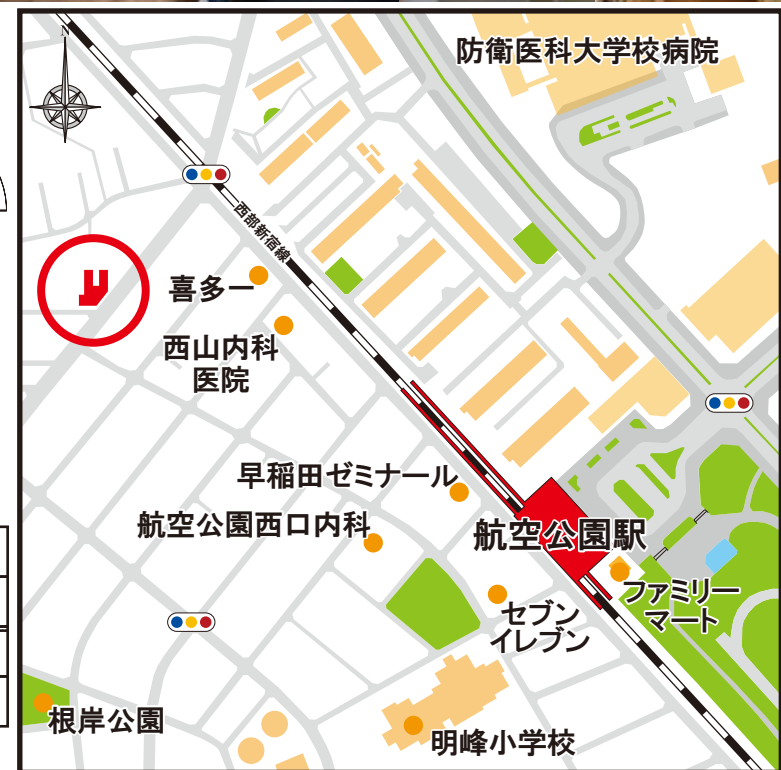 防衛医科大学校病院
N
西部新宿線
喜多一
西山内科
医院
早稲田ゼミナール
航空公園西口内科
航空公園駅
ファミリー
マート
セブン
イレブン
根岸公園
明峰小学校